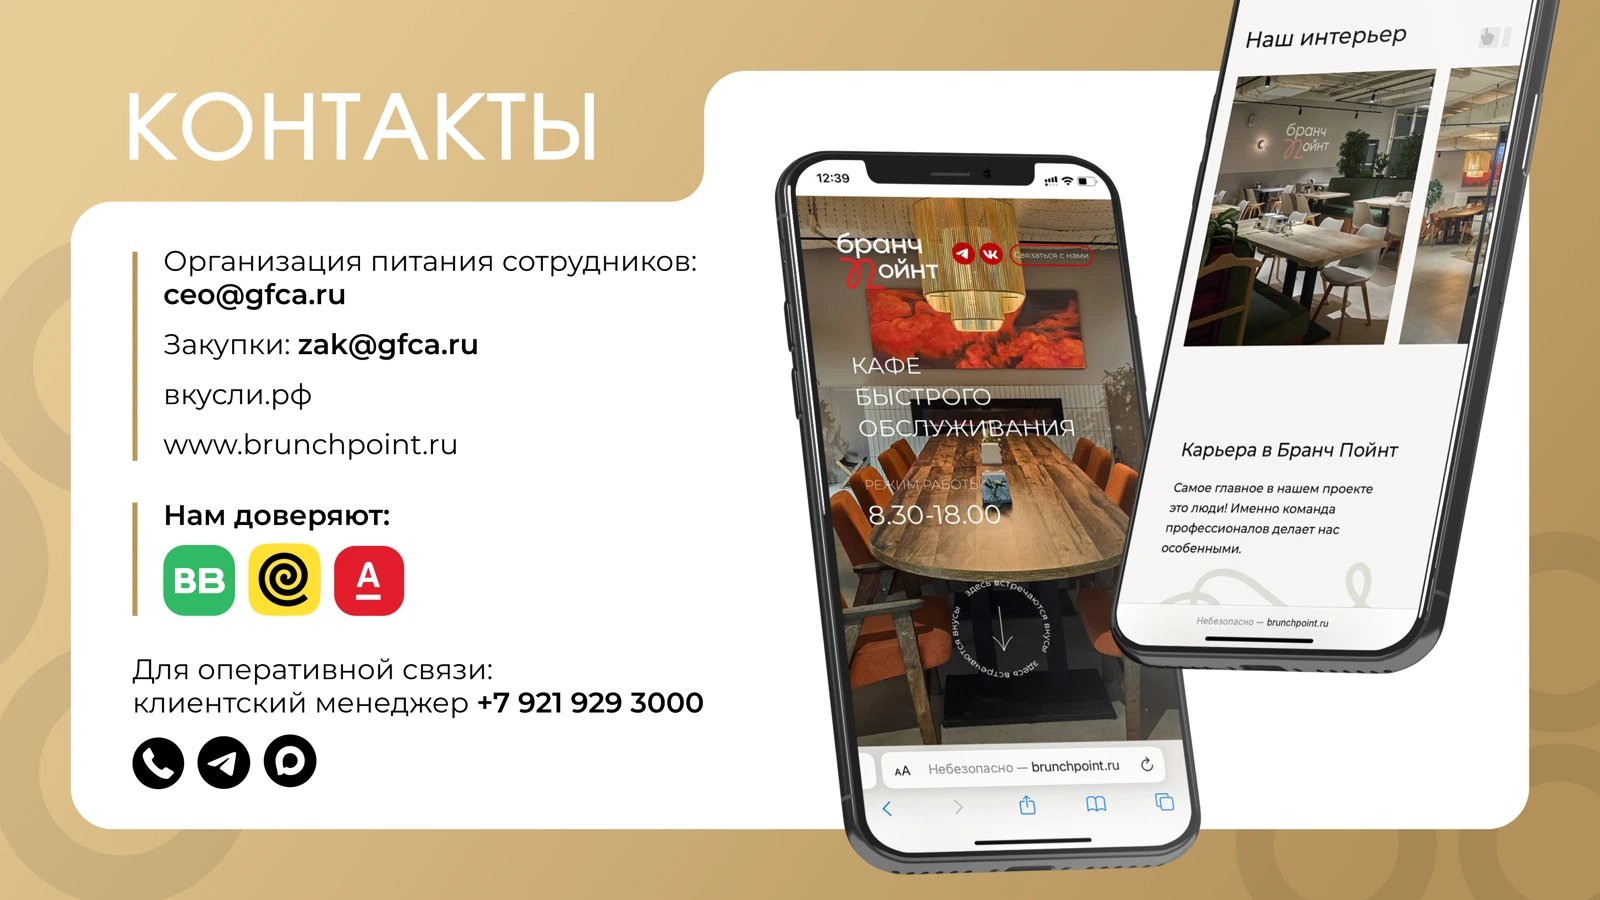 КОНТАКТЫ
Организация питания сотрудников:
ceo@gfca.ru
Закупки: zak@gfca.ru
вкусли.рф
www.brunchpoint.ru
Нам доверяют:
ВВ
А
Для оперативной связи:
клиентский менеджер +7 921 929 3000
12:39
бранч
Пойнт
Связаться с нами
КАФЕ
БЫСТРОГО
ОБСЛУЖИВАНИЯ
РЕЖИМ РАБОТЫ
8.30-18.00
здесь встречаются вкусы
здесь встречаются вкусы
АА Небезопасно — brunchpoint.ru
Наш интерьер
бранч
Пойнт
Карьера в Бранч Пойнт
Самое главное в нашем проекте
это люди! Именно команда
профессионалов делает нас
особенными.
Небезопасно — brunchpoint.ru